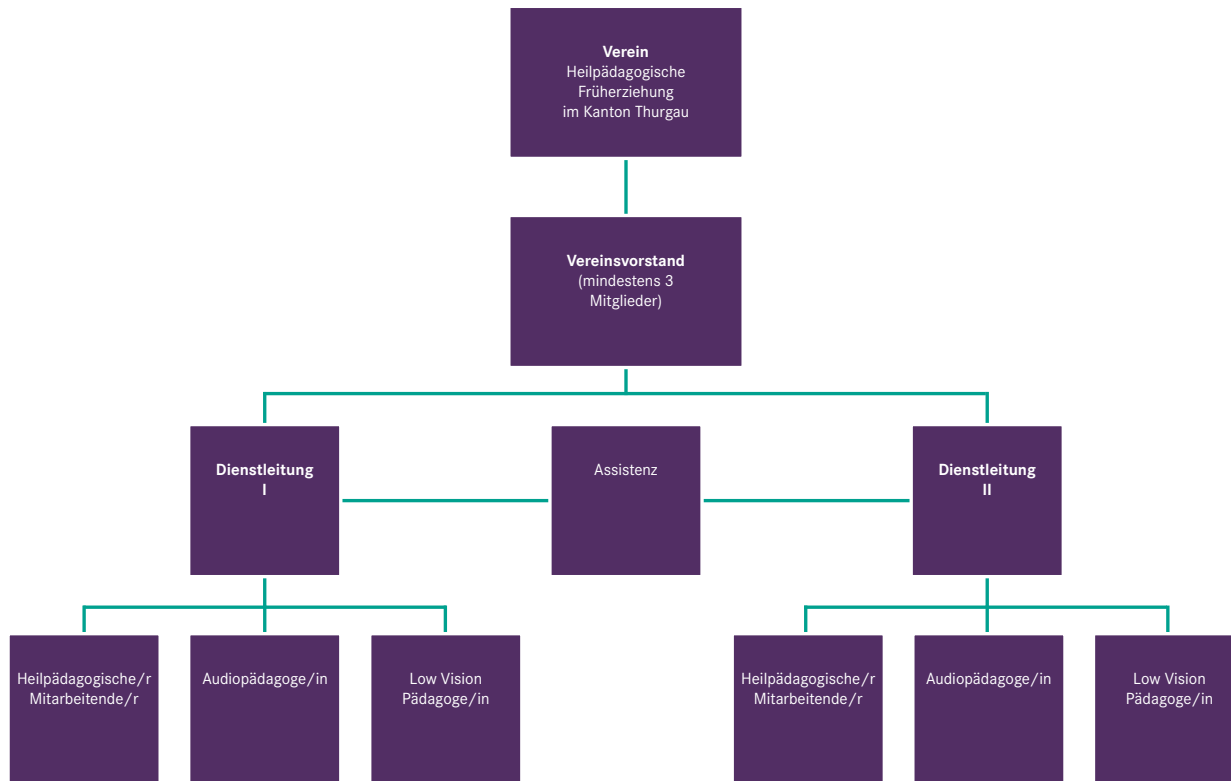 Verein
Heilpädagogische
Früherziehung
im Kanton Thurgau
Vereinsvorstand
(mindestens 3
Mitglieder)
Dienstleitung
I
Assistenz
Dienstleitung
II
Heilpädagogische/r
Mitarbeitende/r
Audiopädagoge/in
Low Vision
Pädagoge/in
Heilpädagogische/r
Mitarbeitende/r
Audiopädagoge/in
Low Vision
Pädagoge/in